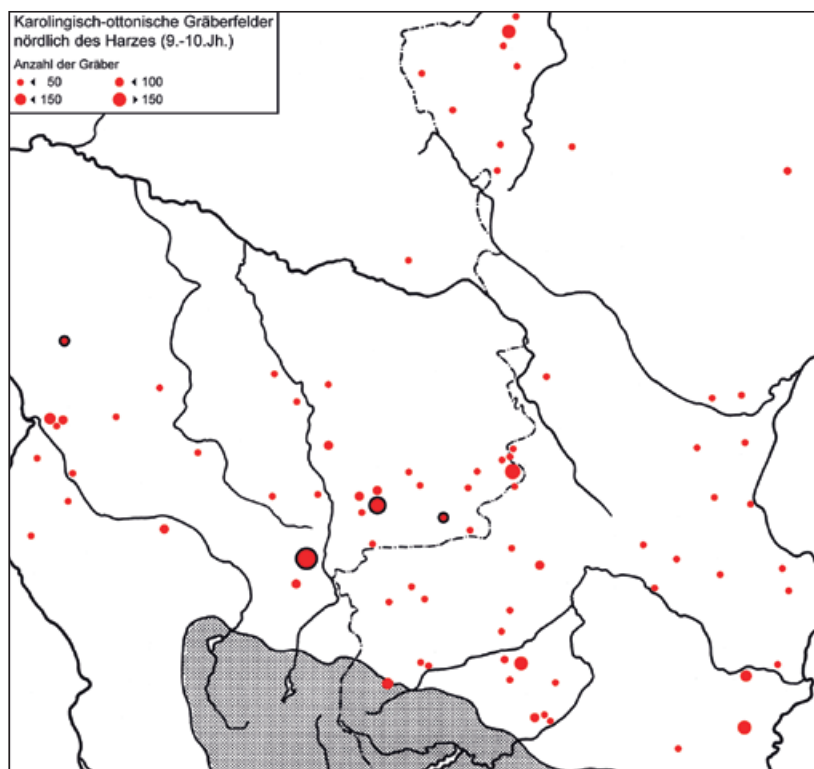 Karolingisch-ottonische Gräberfelder
nördlich des Harzes (9.-10.Jh.)
Anzahl der Gräber
< 50 < 100
< 150 > 150